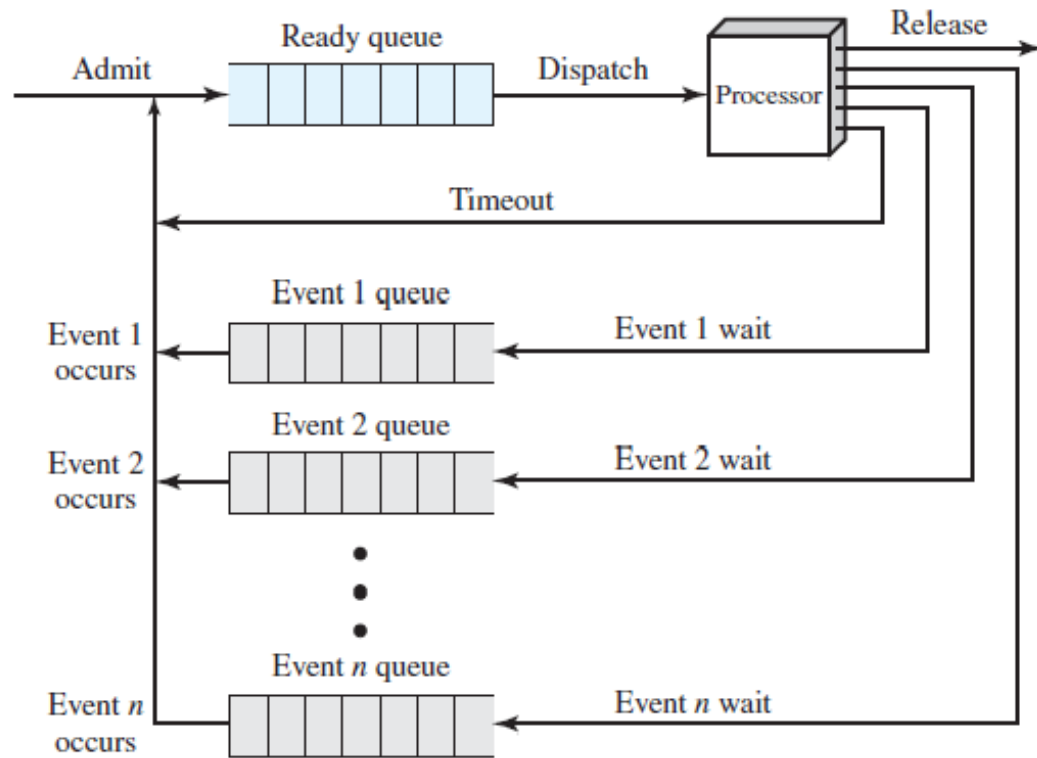 Release
Ready queue
Admit
Dispatch
Processor
Timeout
Event 1 queue
Event 1
occurs
Event 1 wait
Event 2 queue
Event 2
occurs
Event 2 wait
Event n queue
Event n
occurs
Event n wait